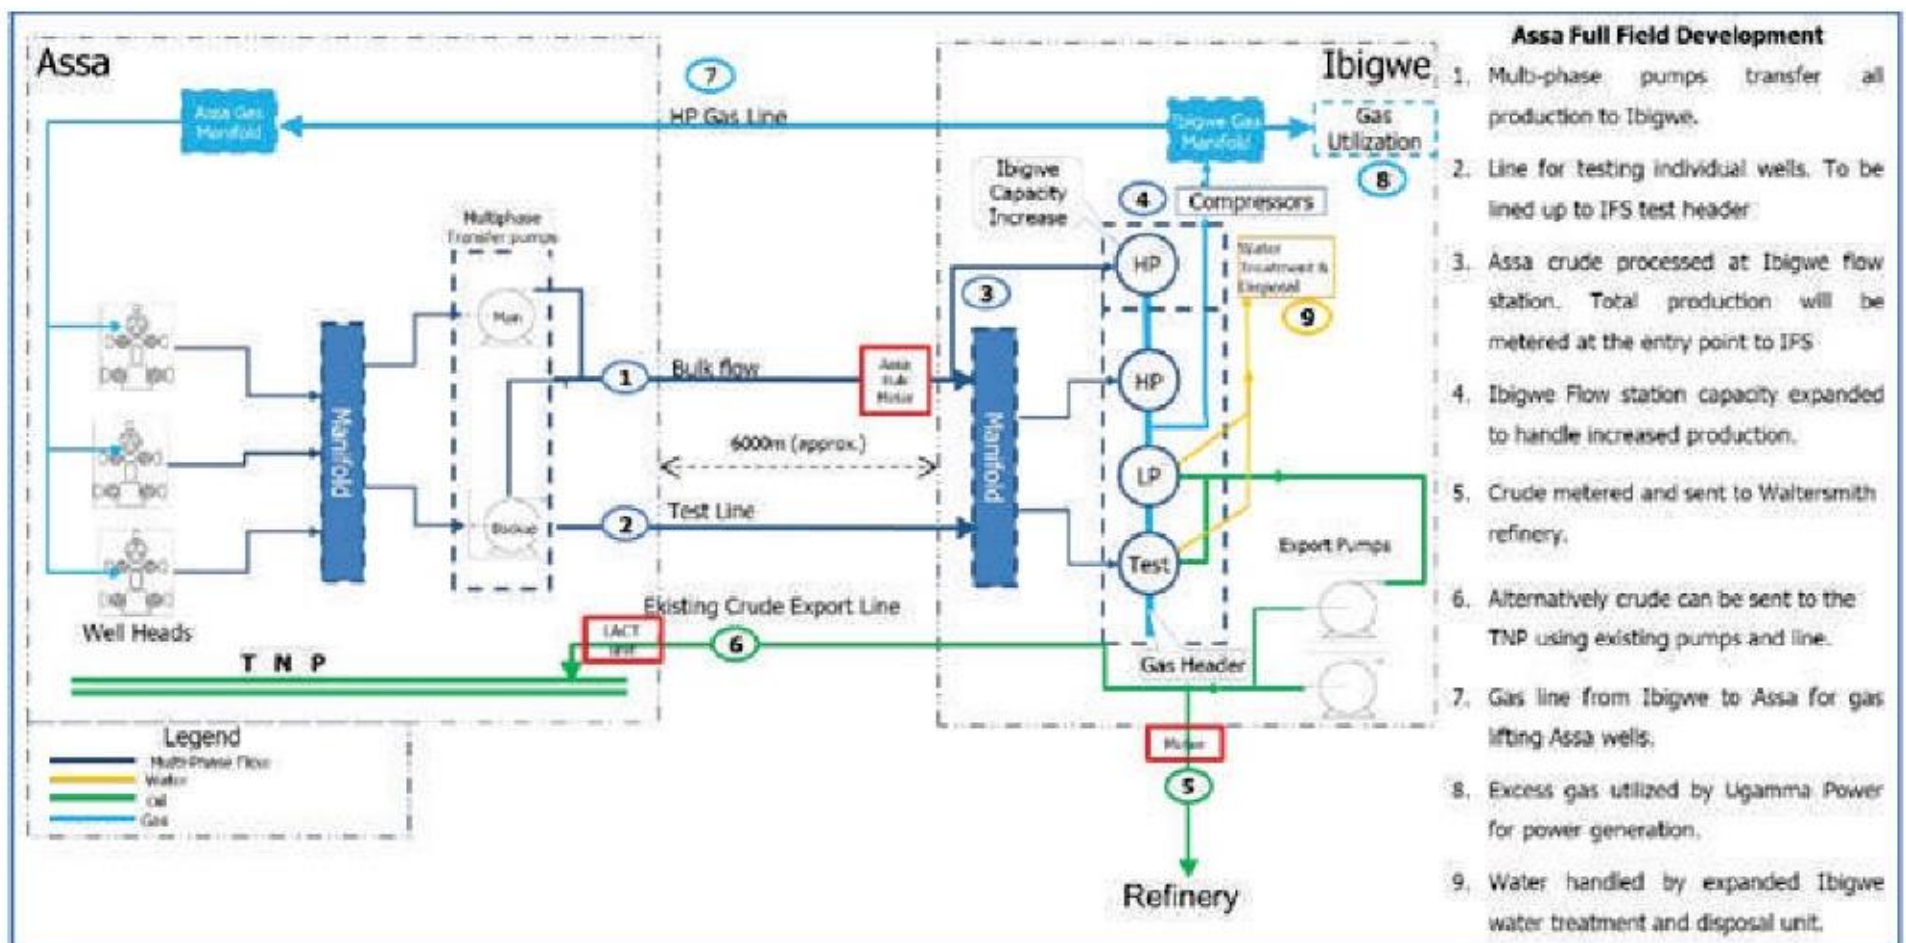 Assa
7
HP Gas Line
Assa Gas
Manifold
Multiphase
Transfer pumps
Main
Backup
Manifold
Well Heads
1
Bulk flow
Assa
Bulk
Meter
6000m (approx.)
2
Test Line
Existing Crude Export Line
LACT
unit
6
T N P
Legend
Multi-Phase Flow
Water
Oil
Gas
Ibigwe
Ibigwe Gas
Manifold
Gas
Utilization
8
Ibigwe
Capacity
Increase
4
Compressors
HP
Water
Treatment &
Disposal
9
3
HP
Manifold
LP
Test
Export Pumps
Gas Header
Meter
5
Refinery
Assa Full Field Development
1. Multi-phase pumps transfer all
production to Ibigwe.
2. Line for testing individual wells. To be
lined up to IFS test header
3. Assa crude processed at Ibigwe flow
station. Total production will be
metered at the entry point to IFS
4. Ibigwe Flow station capacity expanded
to handle increased production.
5. Crude metered and sent to Waltersmith
refinery.
6. Alternatively crude can be sent to the
TNP using existing pumps and line.
7. Gas line from Ibigwe to Assa for gas
lifting Assa wells.
8. Excess gas utilized by Ugamma Power
for power generation.
9. Water handled by expanded Ibigwe
water treatment and disposal unit.